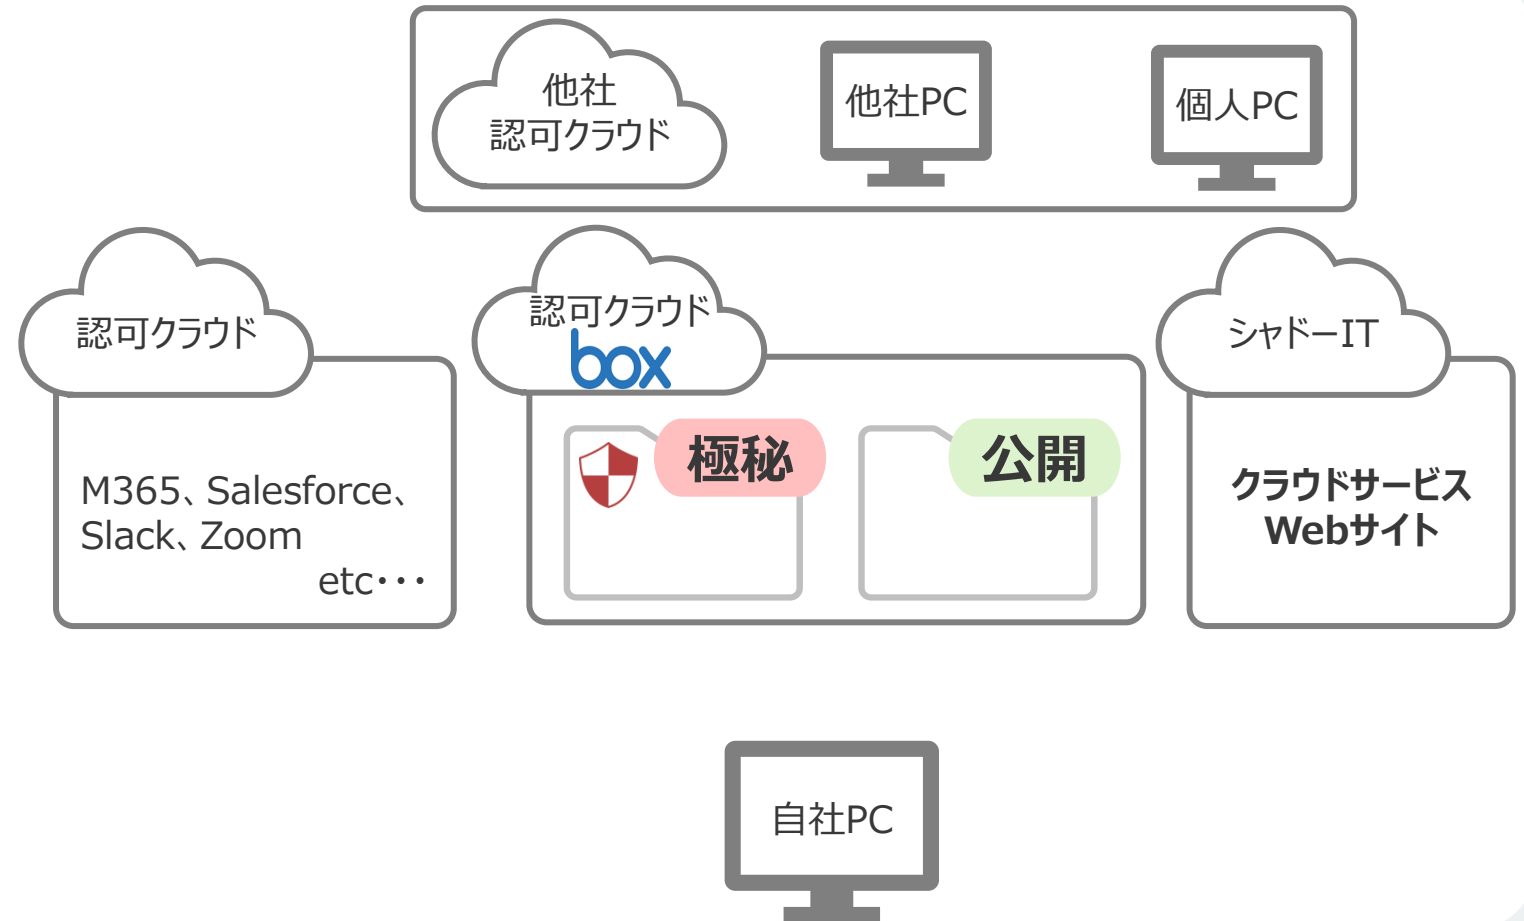 他社
認可クラウド
他社PC
個人PC
認可クラウド
M365、Salesforce、
Slack、Zoom
etc・・・
認可クラウド
box
極秘
公開
シャドーIT
クラウドサービス
Webサイト
自社PC